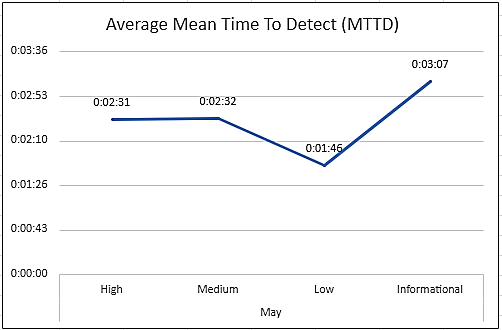 Average Mean Time To Detect (MTTD)
0:03:36
0:02:53
0:02:10
0:01:26
0:00:43
0:00:00
0:02:31
0:02:32
0:01:46
0:03:07
High
Medium
Low
Informational
May